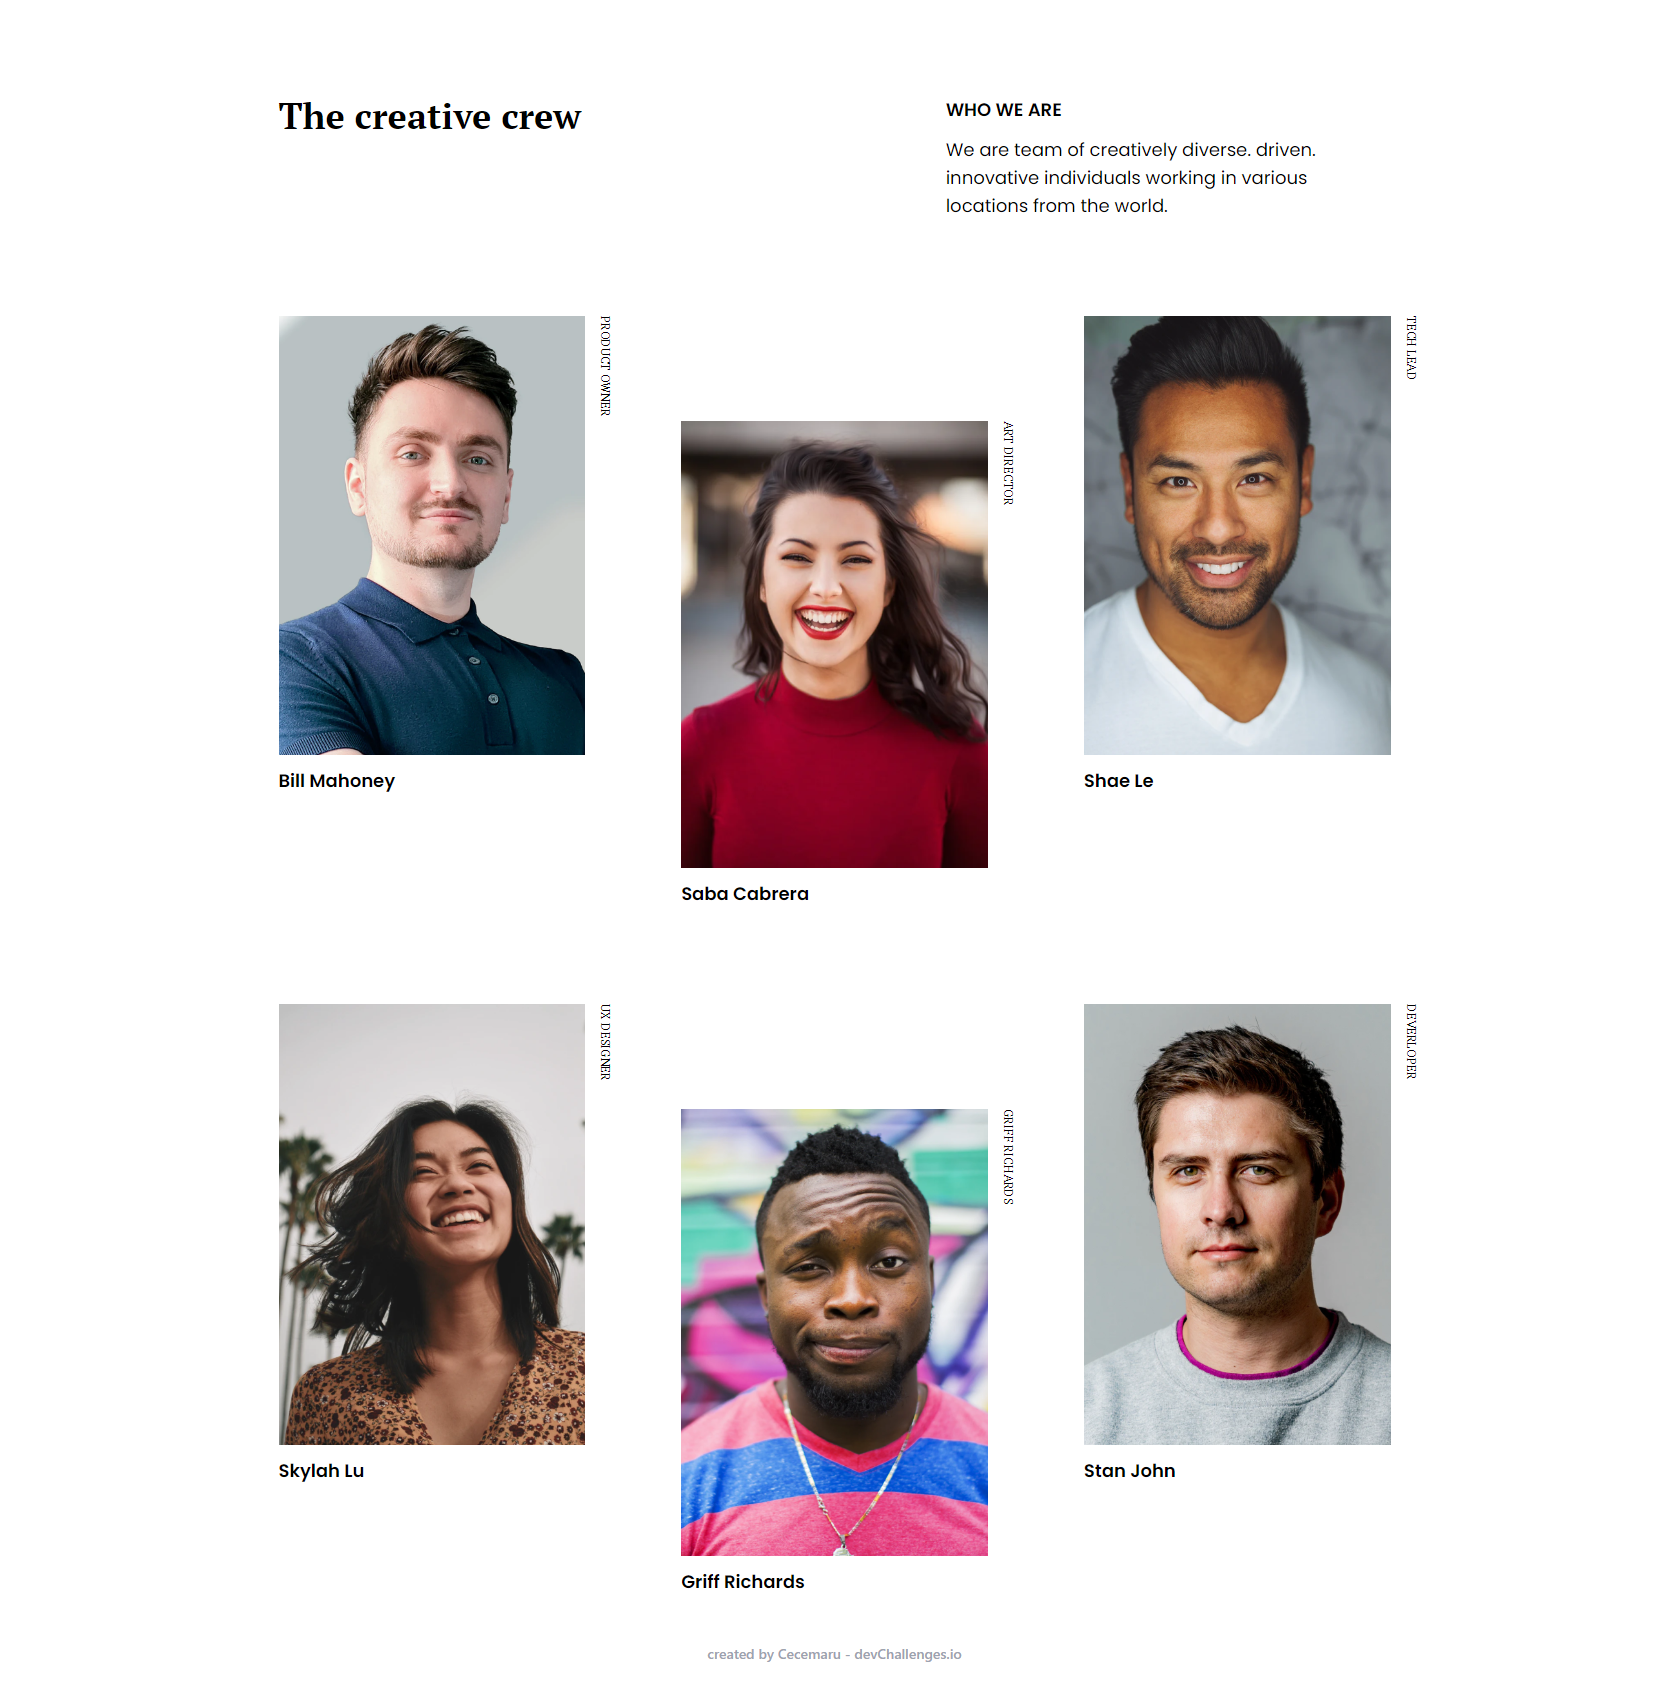 The creative crew
WHO WE ARE
We are team of creatively diverse. driven.
innovative individuals working in various
locations from the world.
PRODUCT OWNER
Bill Mahoney
ART DIRECTOR
Saba Cabrera
TECH LEAD
Shae Le
UX DESIGNER
Skylah Lu
GRIFF RICHARDS
Griff Richards
DEVERLOPER
Stan John
created by Cecemaru - devChallenges.io